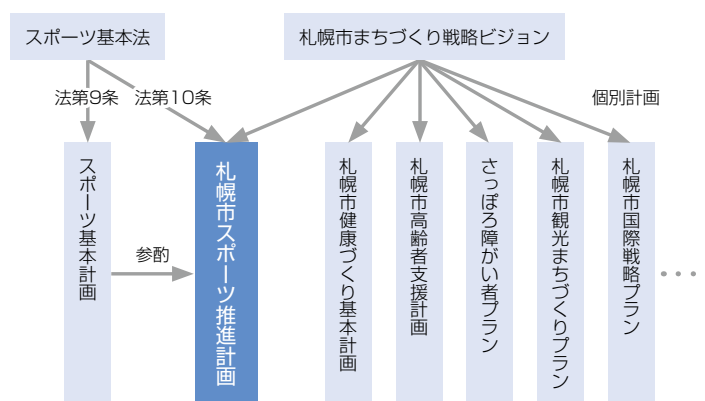 スポーツ基本法
札幌市まちづくり戦略ビジョン
法第9条
法第10条
個別計画
スポーツ基本計画
参酌
札幌市スポーツ推進計画
札幌市健康づくり基本計画
札幌市高齢者支援計画
さっぽろ障がい者プラン
札幌市観光まちづくりプラン
札幌市国際戦略プラン
・・・